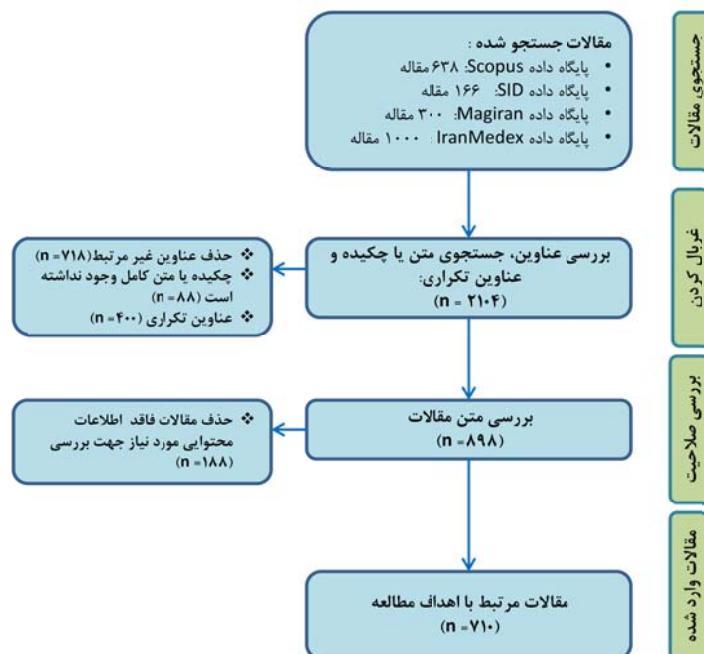 جستجوی مقالات
مقالات جستجو شده :
• پایگاه داده Scopus: ۶۳۸ مقاله
• پایگاه داده SID: ۱۶۶ مقاله
• پایگاه داده Magiran: ۳۰۰ مقاله
• پایگاه داده IranMedex: ۱۰۰۰ مقاله
غربال کردن
بررسی عناوین، جستجوی متن یا چکیده و
عناوین تکراری:
(n = ۲۱۰۴)
❖ حذف عناوین غیر مرتبط(n =۷۱۸)
❖ چکیده یا متن کامل وجود نداشته
است (n =۸۸)
❖ عناوین تکراری (n =۴۰۰)
بررسی صلاحیت
بررسی متن مقالات
(n =۸۹۸)
❖ حذف مقالات فاقد اطلاعات
محتوایی مورد نیاز جهت بررسی
(n =۱۸۸)
مقالات وارد شده
مقالات مرتبط با اهداف مطالعه
(n =۷۱۰)